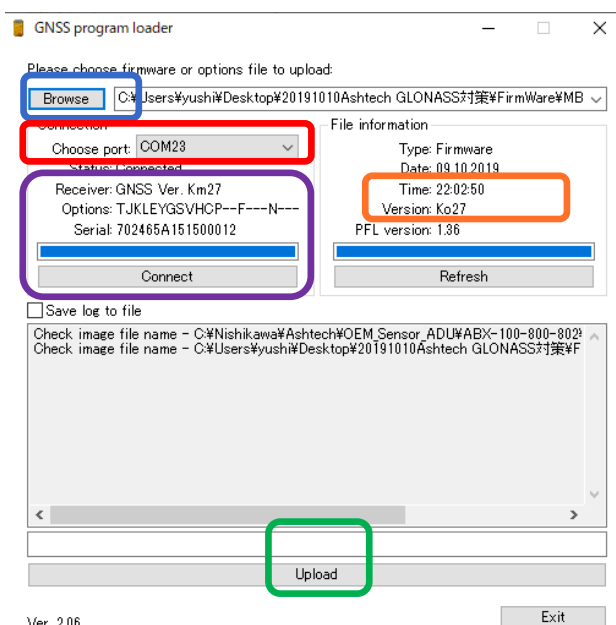 GNSS program loader
Please choose firmware or options file to upload:
Browse C:¥Users¥yushi¥Desktop¥20191010Ashtech GLONASS対策¥FirmWare¥MB
Connection
File information
Choose port: COM23
Status: Connected
Receiver: GNSS Ver. Km27
Options: TJKLEYGSVHCP--F---N---
Serial: 702465A151500012
Connect
Type: Firmware
Date: 09.10.2019
Time: 22:02:50
Version: Ko27
PFL version: 1.36
Refresh
Save log to file
Check image file name - C:¥Nishikawa¥Ashtech¥OEM_Sensor_ADU¥ABX-100-800-802¥
Check image file name - C:¥Users¥yushi¥Desktop¥20191010Ashtech GLONASS対策¥F
Upload
Ver. 2.06
Exit